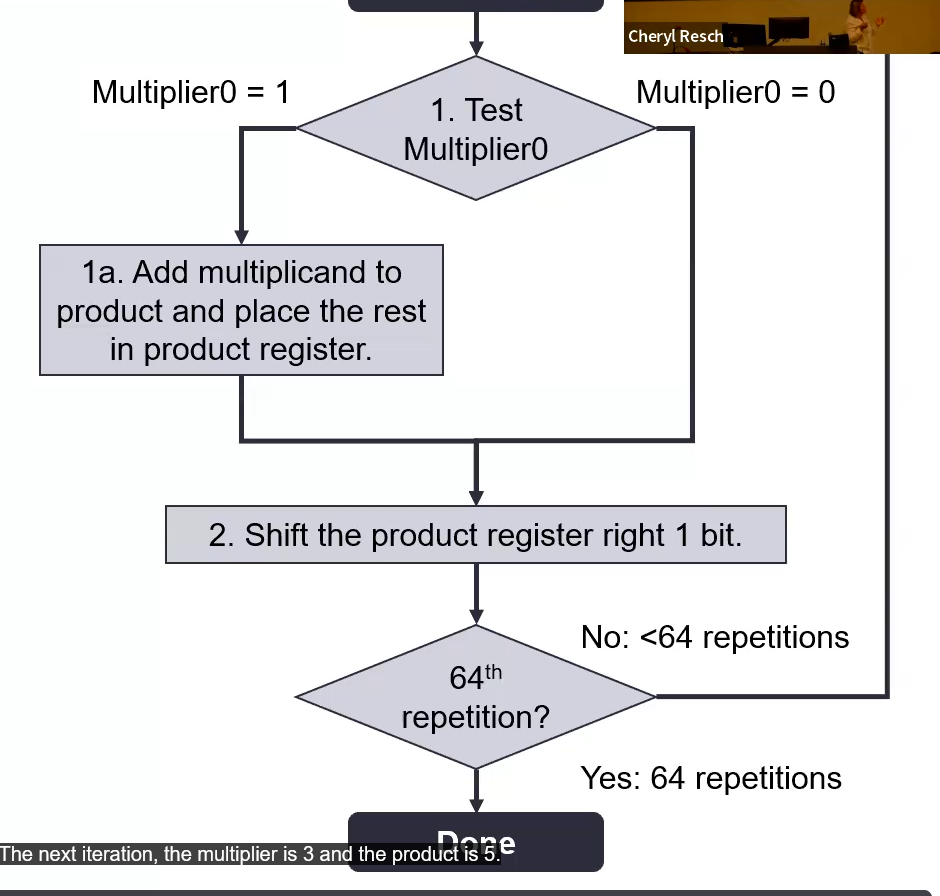 Cheryl Resch
Multiplier0 = 1
Multiplier0 = 0
1. Test
Multiplier0
1a. Add multiplicand to
product and place the rest
in product register.
2. Shift the product register right 1 bit.
No: <64 repetitions
64th
repetition?
Yes: 64 repetitions
Done
The next iteration, the multiplier is 3 and the product is 5.